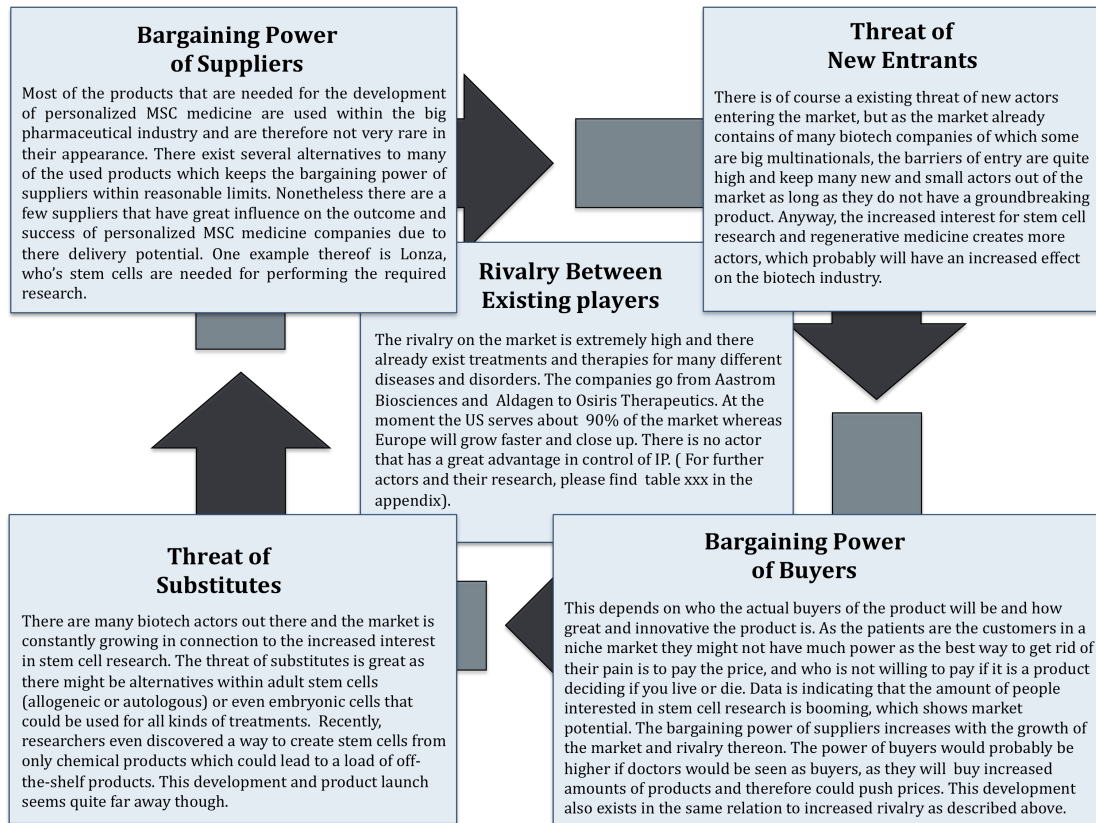 Bargaining Power
of Suppliers
Most of the products that are needed for the development
of personalized MSC medicine are used within the big
pharmaceutical industry and are therefore not very rare in
their appearance. There exist several alternatives to many
of the used products which keeps the bargaining power of
suppliers within reasonable limits. Nonetheless there are a
few suppliers that have great influence on the outcome and
success of personalized MSC medicine companies due to
there delivery potential. One example thereof is Lonza,
who's stem cells are needed for performing the required
research.
Threat of
New Entrants
There is of course a existing threat of new actors
entering the market, but as the market already
contains of many biotech companies of which some
are big multinationals, the barriers of entry are quite
high and keep many new and small actors out of the
market as long as they do not have a groundbreaking
product. Anyway, the increased interest for stem cell
research and regenerative medicine creates more
actors, which probably will have an increased effect
on the biotech industry.
Rivalry Between
Existing players
The rivalry on the market is extremely high and there
already exist treatments and therapies for many different
diseases and disorders. The companies go from Aastrom
Biosciences and Aldagen to Osiris Therapeutics. At the
moment the US serves about 90% of the market whereas
Europe will grow faster and close up. There is no actor
that has a great advantage in control of IP. ( For further
actors and their research, please find table xxx in the
appendix).
Threat of
Substitutes
There are many biotech actors out there and the market is
constantly growing in connection to the increased interest
in stem cell research. The threat of substitutes is great as
there might be alternatives within adult stem cells
(allogeneic or autologous) or even embryonic cells that
could be used for all kinds of treatments. Recently,
researchers even discovered a way to create stem cells from
only chemical products which could lead to a load of off-
the-shelf products. This development and product launch
seems quite far away though.
Bargaining Power
of Buyers
This depends on who the actual buyers of the product will be and how
great and innovative the product is. As the patients are the customers in a
niche market they might not have much power as the best way to get rid of
their pain is to pay the price, and who is not willing to pay if it is a product
deciding if you live or die. Data is indicating that the amount of people
interested in stem cell research is booming, which shows market
potential. The bargaining power of suppliers increases with the growth of
the market and rivalry thereon. The power of buyers would probably be
higher if doctors would be seen as buyers, as they will buy increased
amounts of products and therefore could push prices. This development
also exists in the same relation to increased rivalry as described above.